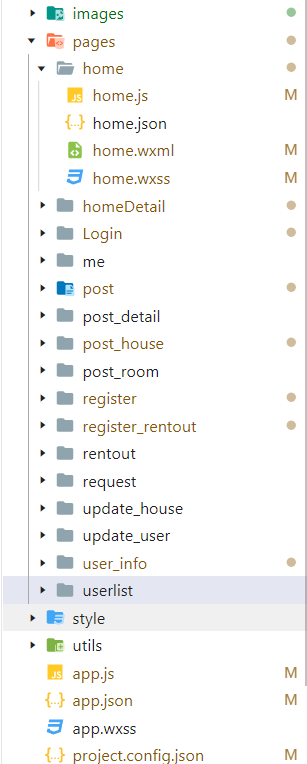 images
pages
home
home.js M
home.json
home.wxml M
home.wxss M
homeDetail
Login
me
post
post_detail
post_house
post_room
register
register_rentout
rentout
request
update_house
update_user
user_info
userlist
style
utils
app.js M
app.json M
app.wxss
project.config.json M